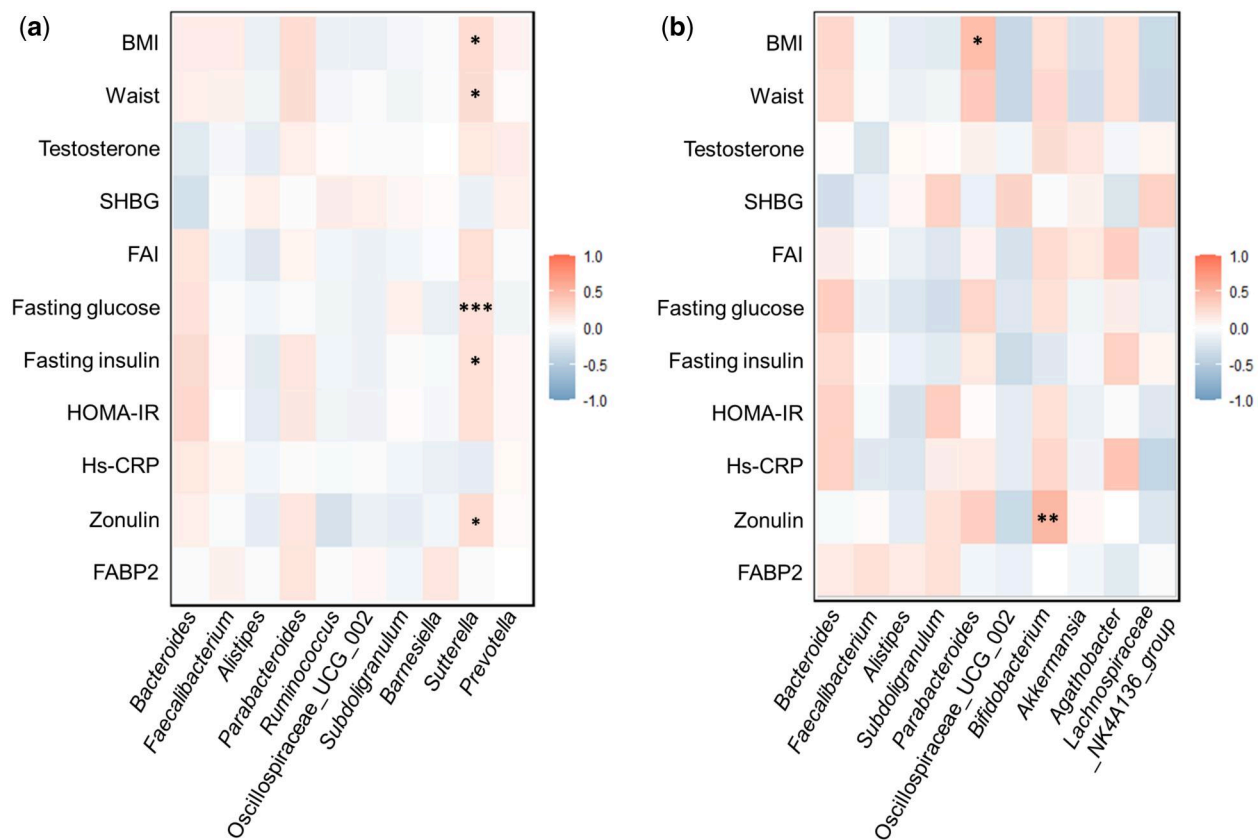 (a)
BMI
*
Waist
*
Testosterone
SHBG
FAI
Fasting glucose
***
Fasting insulin
*
HOMA-IR
Hs-CRP
Zonulin
*
FABP2
1.0
0.5
0.0
-0.5
-1.0
Bacteroides
Faecalibacterium
Alistipes
Parabacteroides
Ruminococcus
Oscillospiraceae_UCG_002
Subdoligranulum
Barnesiella
Sutterella
Prevotella
(b)
BMI
*
Waist
Testosterone
SHBG
FAI
Fasting glucose
Fasting insulin
HOMA-IR
Hs-CRP
Zonulin
**
FABP2
1.0
0.5
0.0
-0.5
-1.0
Bacteroides
Faecalibacterium
Alistipes
Subdoligranulum
Parabacteroides
Oscillospiraceae_UCG_002
Bifidobacterium
Akkermansia
Agathobacter
Lachnospiraceae
_NK4A136_group